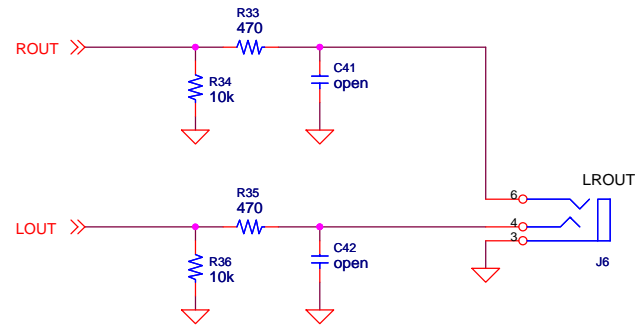 R33
470
ROUT
R34
10k
C41
open
R35
470
LROUT
6
LOUT
4
3
R36
10k
C42
open
J6